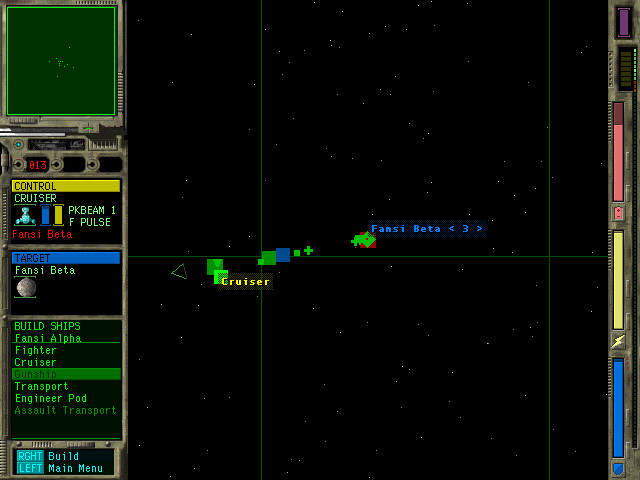 013
CONTROL
CRUISER
PKBEAM 1
F PULSE
Fansi Beta
TARGET
Fansi Beta
BUILD SHIPS
Fansi Alpha
Fighter
Cruiser
Gunship
Transport
Engineer Pod
Assault Transport
RGHT Build
LEFT Main Menu
Fansi Beta < 3 >
Cruiser